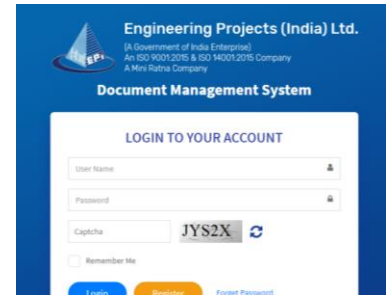 EPI
Engineering Projects (India) Ltd.
(A Government of India Enterprise)
An ISO 9001:2015 & ISO 14001:2015 Company
A Mini Ratna Company
Document Management System
LOGIN TO YOUR ACCOUNT
User Name
Password
Captcha
JYS2X
Remember Me
Login Register Forget Password